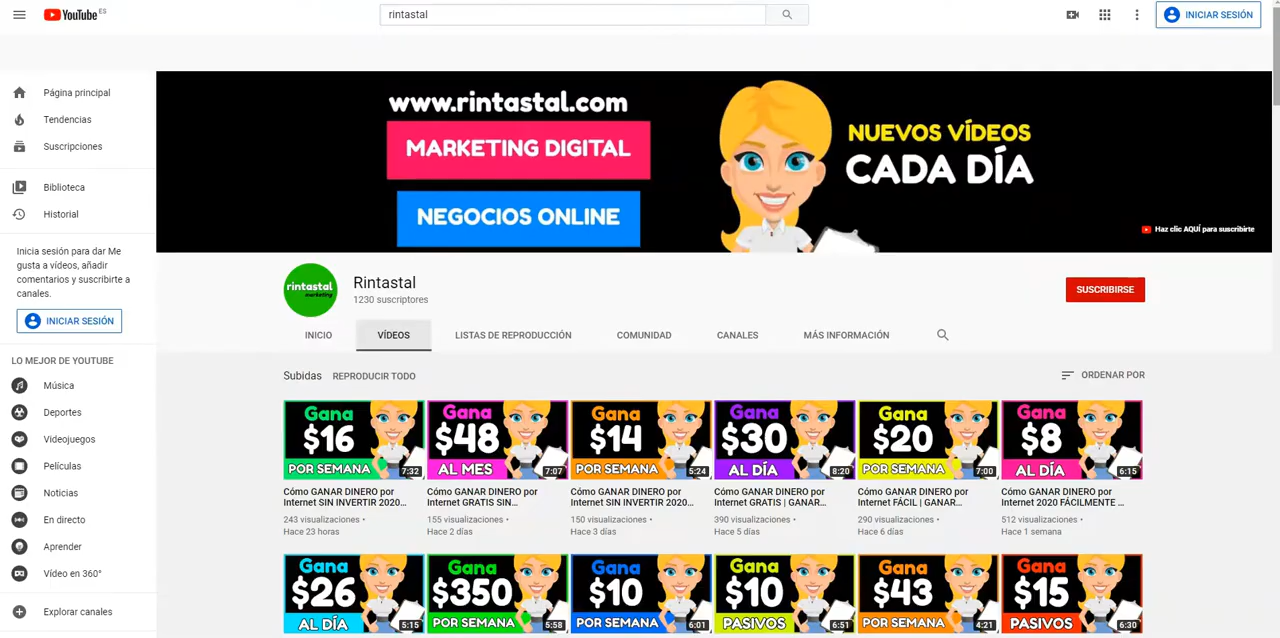 YouTube ES
rintastal
INICIAR SESIÓN
Página principal
Tendencias
Suscripciones
Biblioteca
Historial
Inicia sesión para dar Me
gusta a vídeos, añadir
comentarios y suscribirte a
canales.
INICIAR SESIÓN
LO MEJOR DE YOUTUBE
Música
Deportes
Videojuegos
Películas
Noticias
En directo
Aprender
Vídeo en 360°
Explorar canales
www.rintastal.com
MARKETING DIGITAL
NEGOCIOS ONLINE
NUEVOS VÍDEOS
CADA DÍA
Haz clic AQUÍ para suscribirte
rintastal
marketing
Rintastal
1230 suscriptores
SUSCRIBIRSE
INICIO VÍDEOS LISTAS DE REPRODUCCIÓN COMUNIDAD CANALES MÁS INFORMACIÓN
Subidas REPRODUCIR TODO
ORDENAR POR
Gana
$16
POR SEMANA
7:32
Cómo GANAR DINERO por
Internet SIN INVERTIR 2020...
243 visualizaciones •
Hace 23 horas
Gana
$48
AL MES
7:07
Cómo GANAR DINERO por
Internet GRATIS SIN...
155 visualizaciones •
Hace 2 días
Gana
$14
POR SEMANA
5:24
Cómo GANAR DINERO por
Internet SIN INVERTIR 2020...
150 visualizaciones •
Hace 3 días
Gana
$30
AL DÍA
8:20
Cómo GANAR DINERO por
Internet GRATIS | GANAR...
390 visualizaciones •
Hace 5 días
Gana
$20
POR SEMANA
7:00
Cómo GANAR DINERO por
Internet FÁCIL | GANAR...
290 visualizaciones •
Hace 6 días
Gana
$8
AL DÍA
6:15
Cómo GANAR DINERO por
Internet 2020 FÁCILMENTE ...
512 visualizaciones •
Hace 1 semana
Gana
$26
AL DÍA
5:15
Gana
$350
POR SEMANA
5:58
Gana
$10
POR SEMANA
6:01
Gana
$10
PASIVOS
6:51
Gana
$43
POR SEMANA
4:21
Gana
$15
PASIVOS
6:30